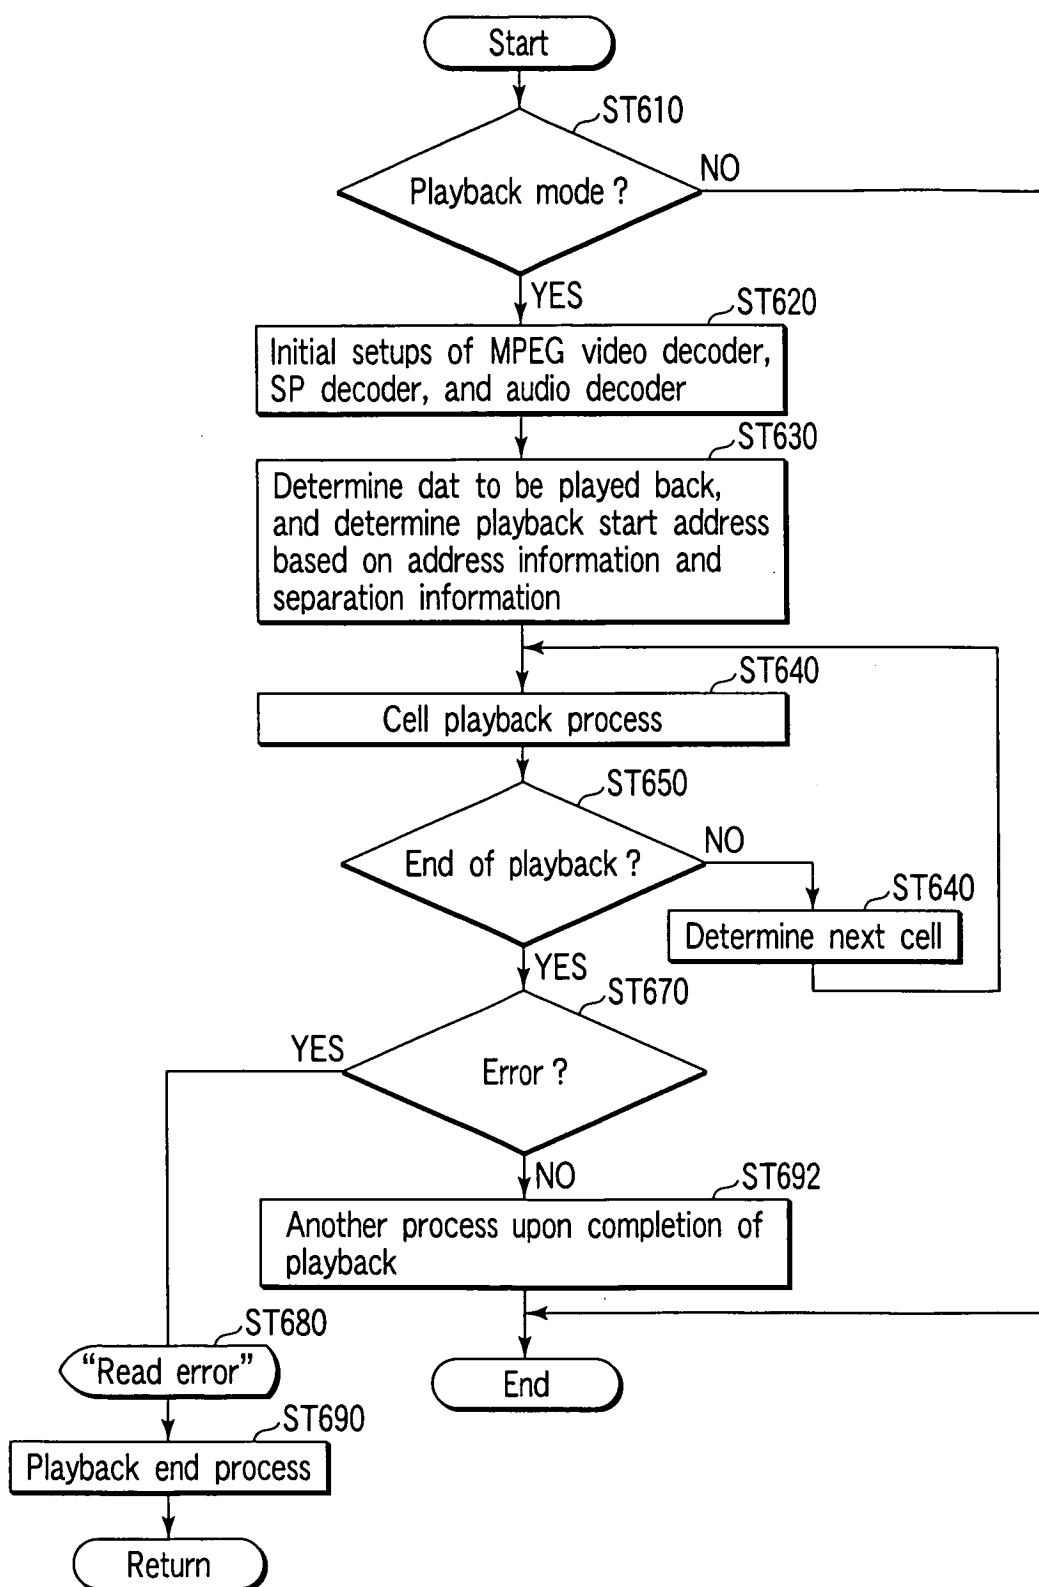 Start
ST610
Playback mode ?
NO
YES
ST620
Initial setups of MPEG video decoder,
SP decoder, and audio decoder
ST630
Determine dat to be played back,
and determine playback start address
based on address information and
separation information
ST640
Cell playback process
ST650
End of playback ?
NO
ST640
Determine next cell
YES
ST670
YES
Error ?
NO
ST692
Another process upon completion of
playback
ST680
“Read error”
End
ST690
Playback end process
Return